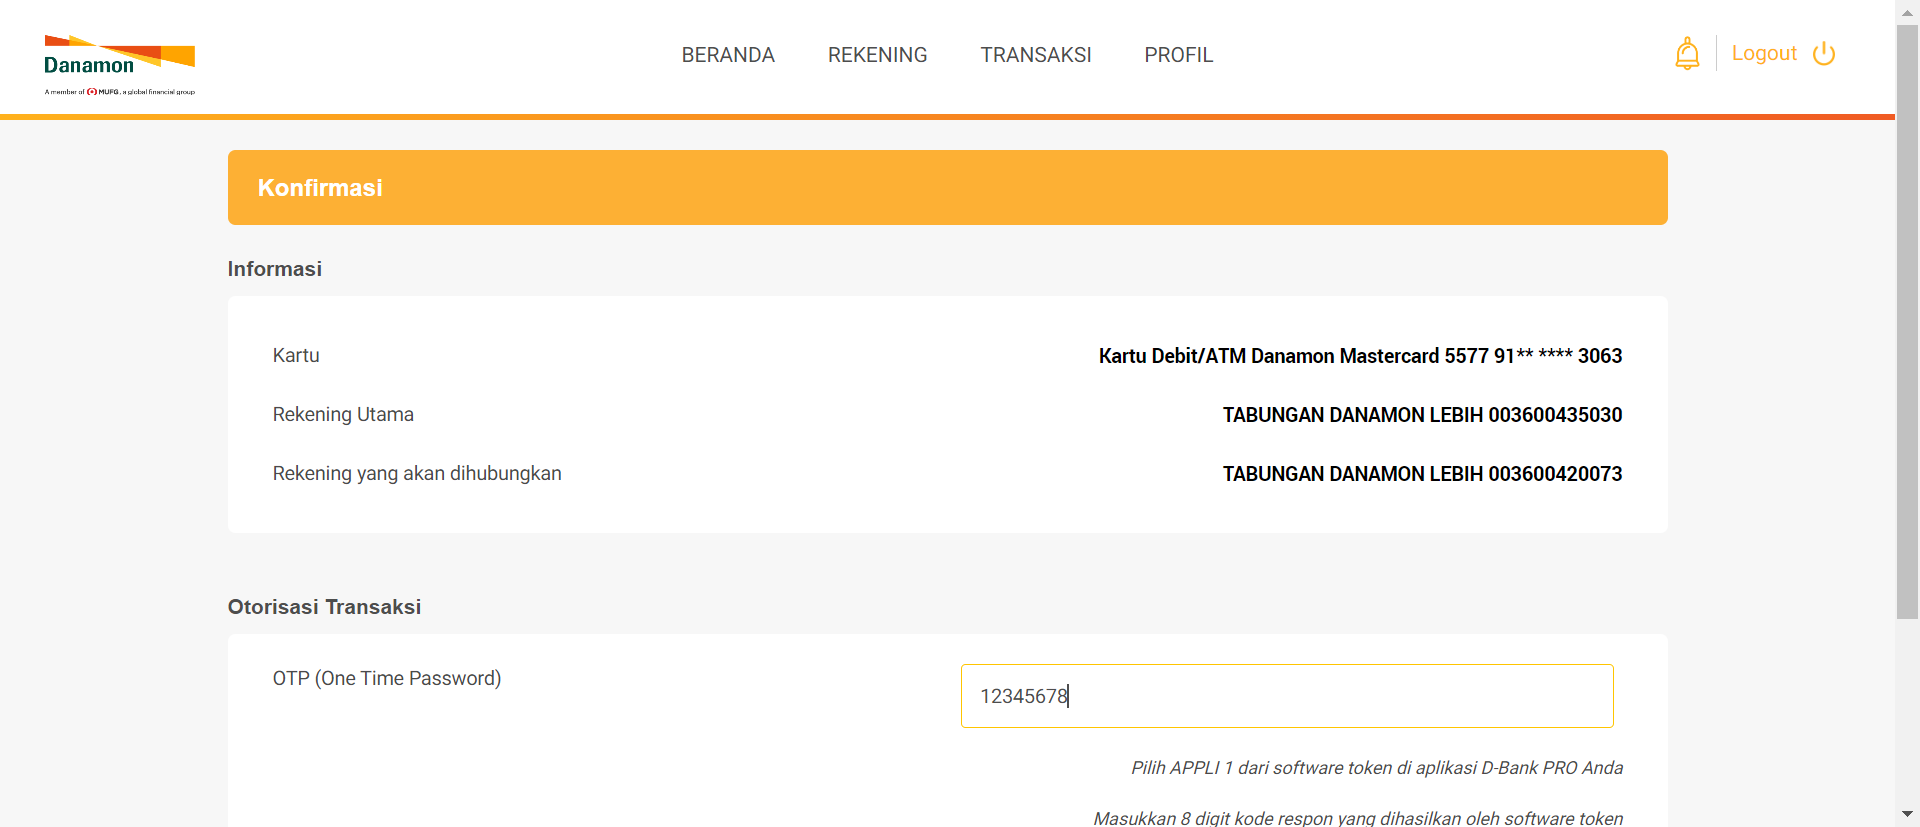 Danamon
A member of MUFG, a global financial group
BERANDA REKENING TRANSAKSI PROFIL Logout
Konfirmasi
Informasi
Kartu Kartu Debit/ATM Danamon Mastercard 5577 91** **** 3063
Rekening Utama TABUNGAN DANAMON LEBIH 003600435030
Rekening yang akan dihubungkan TABUNGAN DANAMON LEBIH 003600420073
Otorisasi Transaksi
OTP (One Time Password) 12345678
Pilih APPLI 1 dari software token di aplikasi D-Bank PRO Anda
Masukkan 8 digit kode respon yang dihasilkan oleh software token